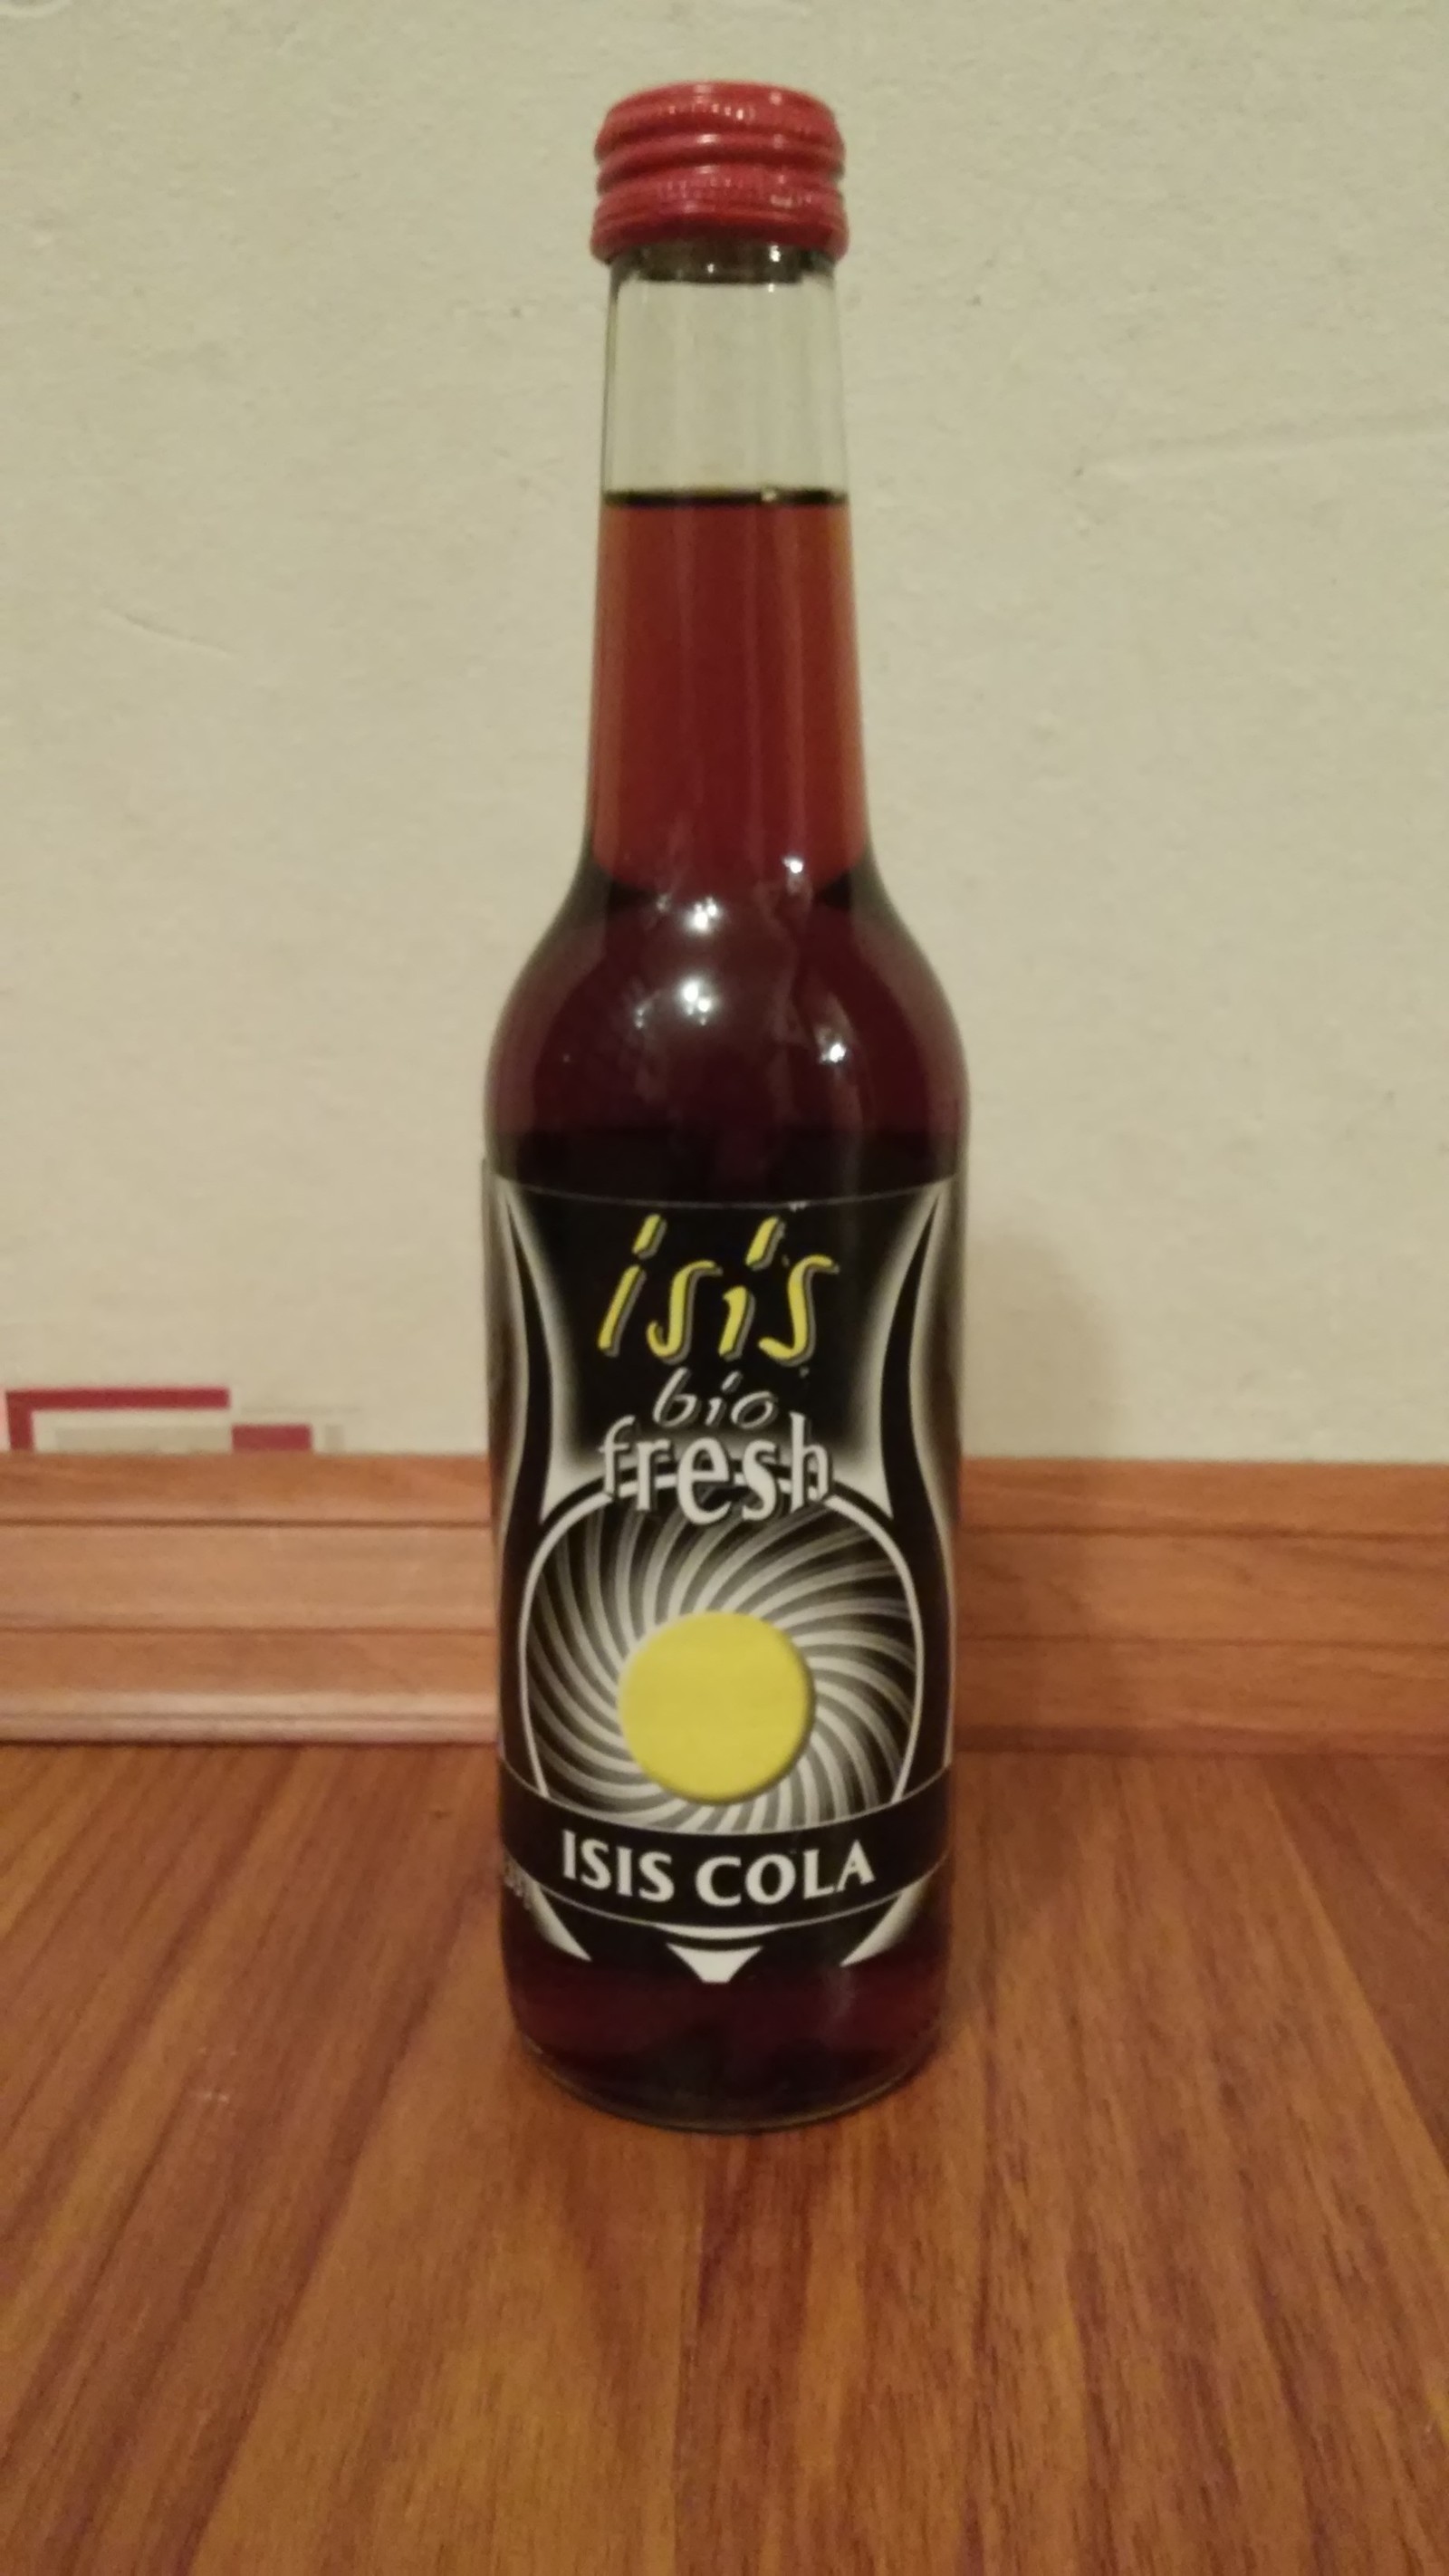 isis
bio
fresh
ISIS COLA